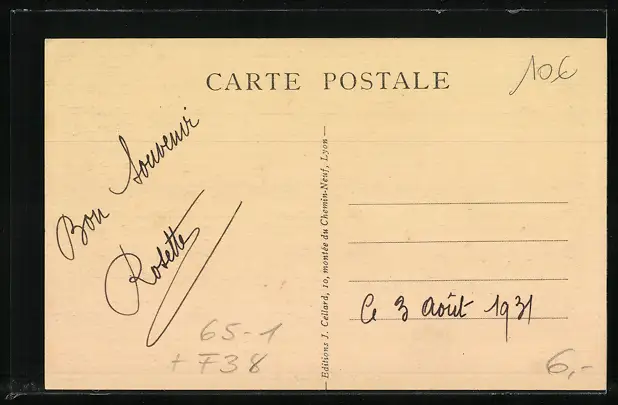 CARTE POSTALE
10€
Bon Souvenir
Rosette
Editions J. Cellard, 10, montée du Chemin-Neuf, Lyon
Ce 3 Août 1931
65-1
+ F38
6,-